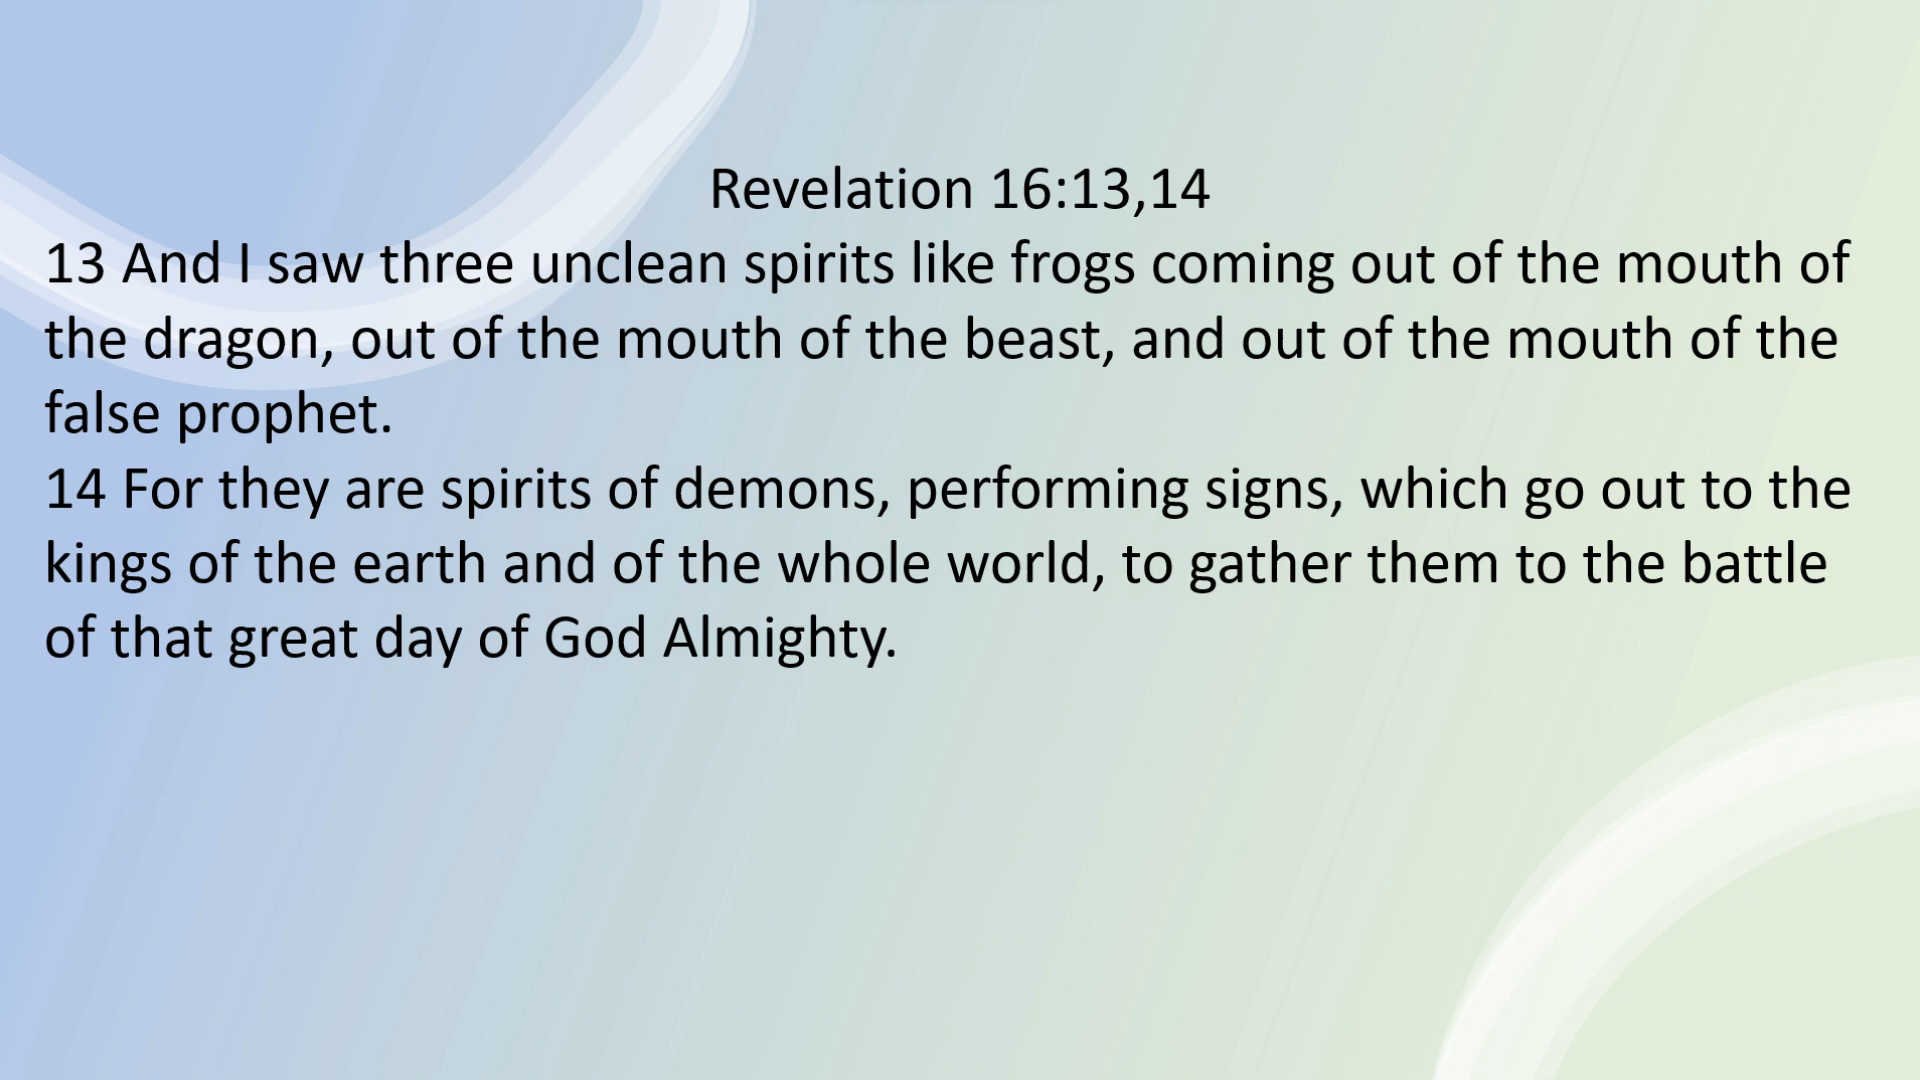 Revelation 16:13,14
13 And I saw three unclean spirits like frogs coming out of the mouth of
the dragon, out of the mouth of the beast, and out of the mouth of the
false prophet.
14 For they are spirits of demons, performing signs, which go out to the
kings of the earth and of the whole world, to gather them to the battle
of that great day of God Almighty.